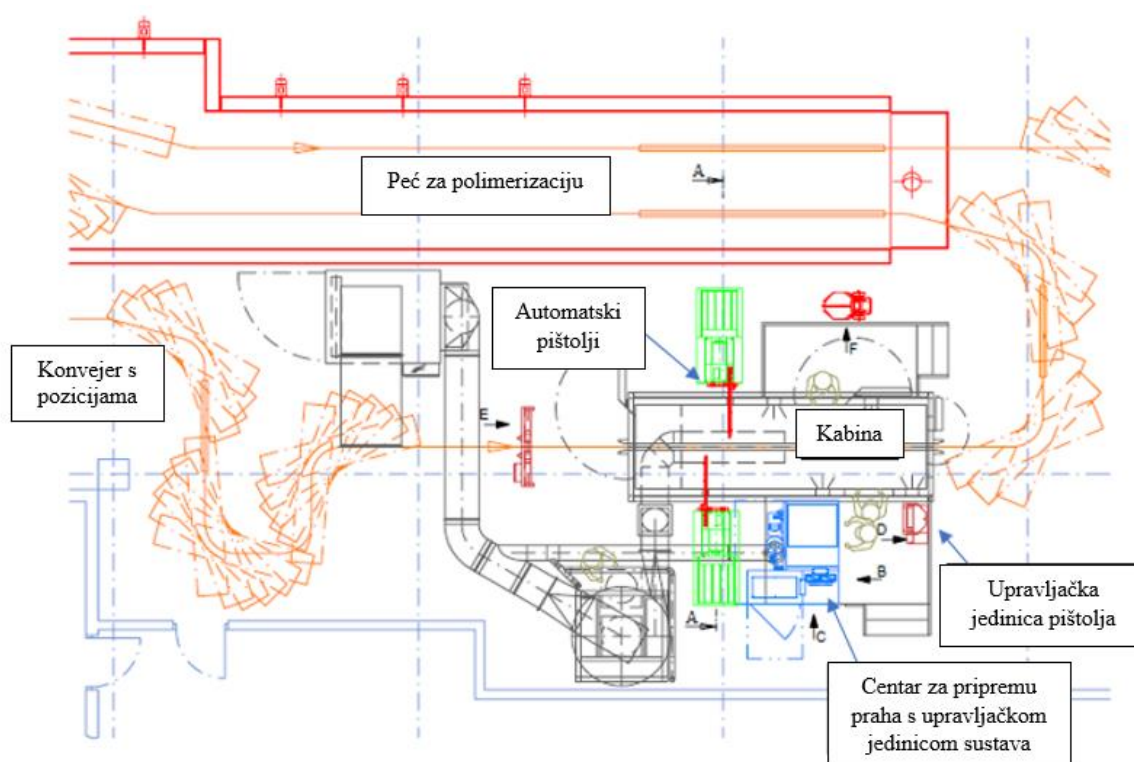 Peć za polimerizaciju
A
Automatski
pištolji
F
Konvejer s
pozicijama
E
Kabina
D
B
Upravljačka
jedinica pištolja
A
C
Centar za pripremu
praha s upravljačkom
jedinicom sustava